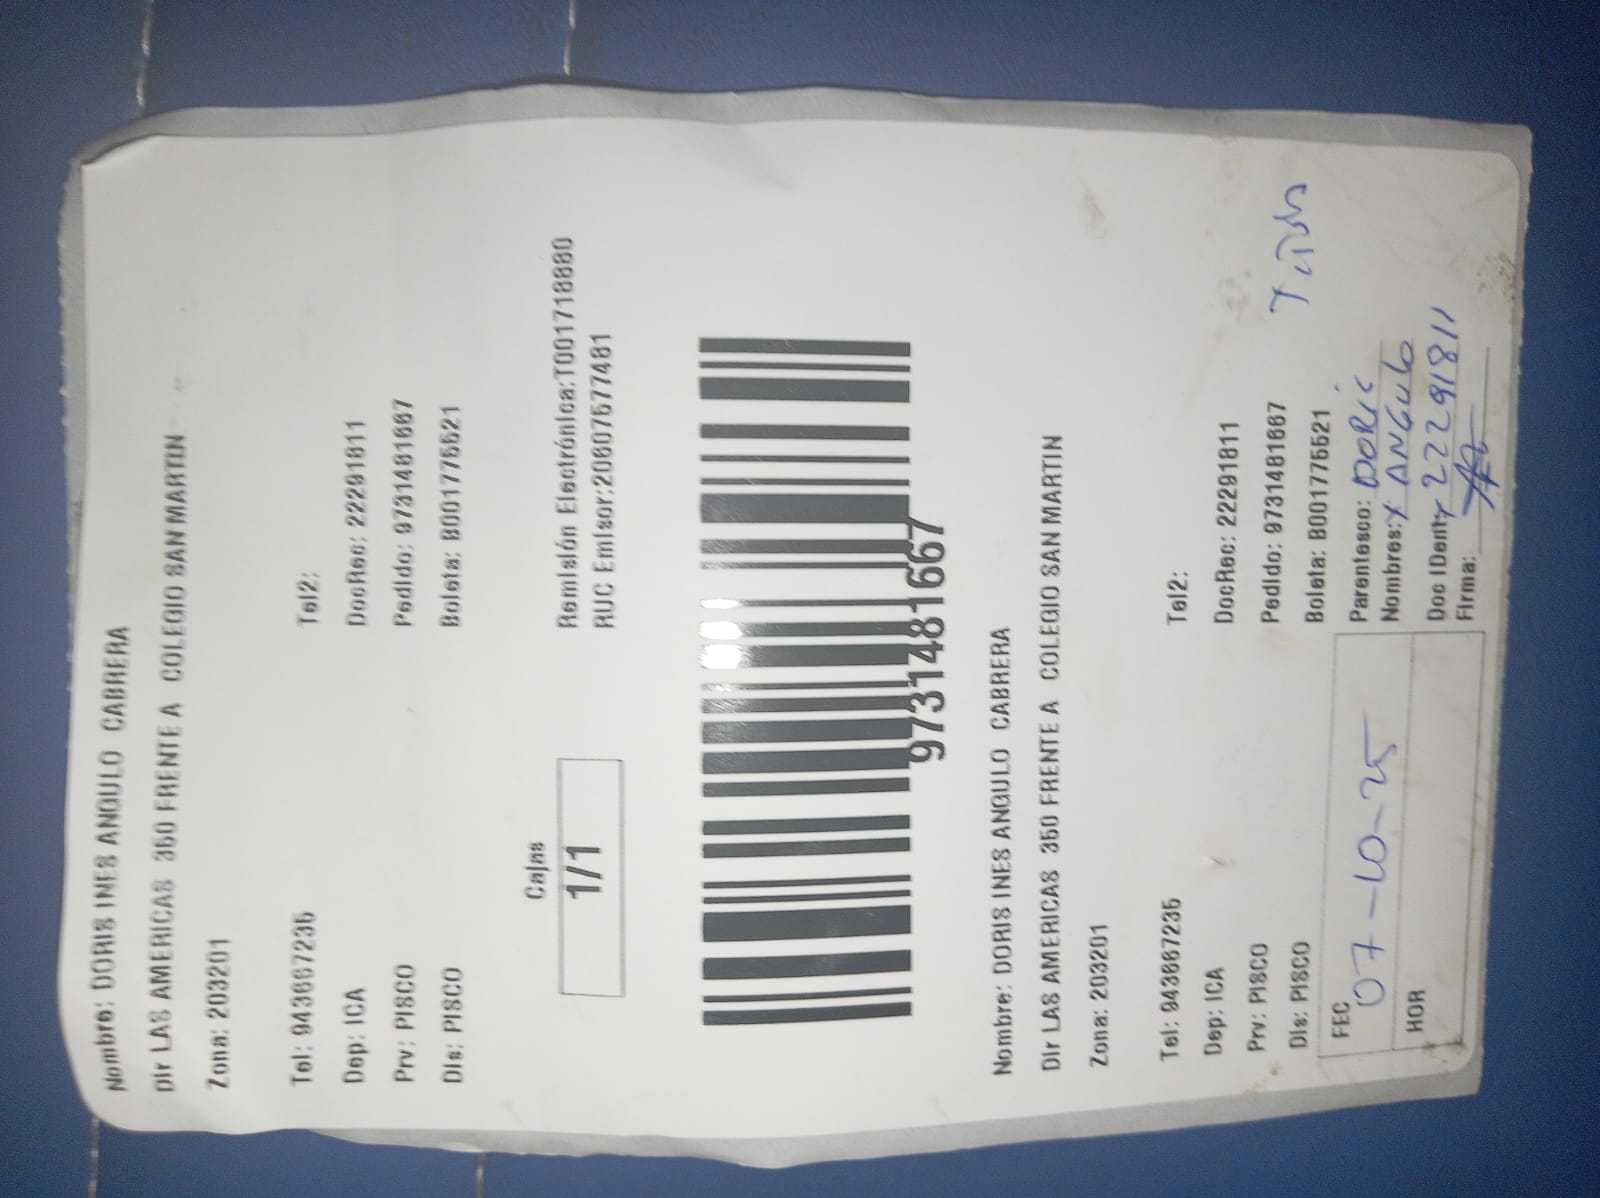 Nombre: DORIS INES ANGULO CABRERA
Dir LAS AMERICAS 350 FRENTE A COLEGIO SAN MARTIN
Zona: 203201
Tel: 943667235 Tel2:
Dep: ICA DocRec: 22291811
Prv: PISCO Pedido: 9731481667
Dis: PISCO Boleta: B001775521
Cajas
1/1
Remisión Electrónica:T001718880
RUC Emisor:20607577481
9731481667
Nombre: DORIS INES ANGULO CABRERA
Dir LAS AMERICAS 350 FRENTE A COLEGIO SAN MARTIN
Zona: 203201
Tel: 943667235 Tel2:
Dep: ICA DocRec: 22291811
Prv: PISCO Pedido: 9731481667
Dis: PISCO Boleta: B001775521
FEC 07-10-25
Parentesco: DORIS
Nombres: x ANGULO
HOR
Doc IDent: 22291811
Firma: